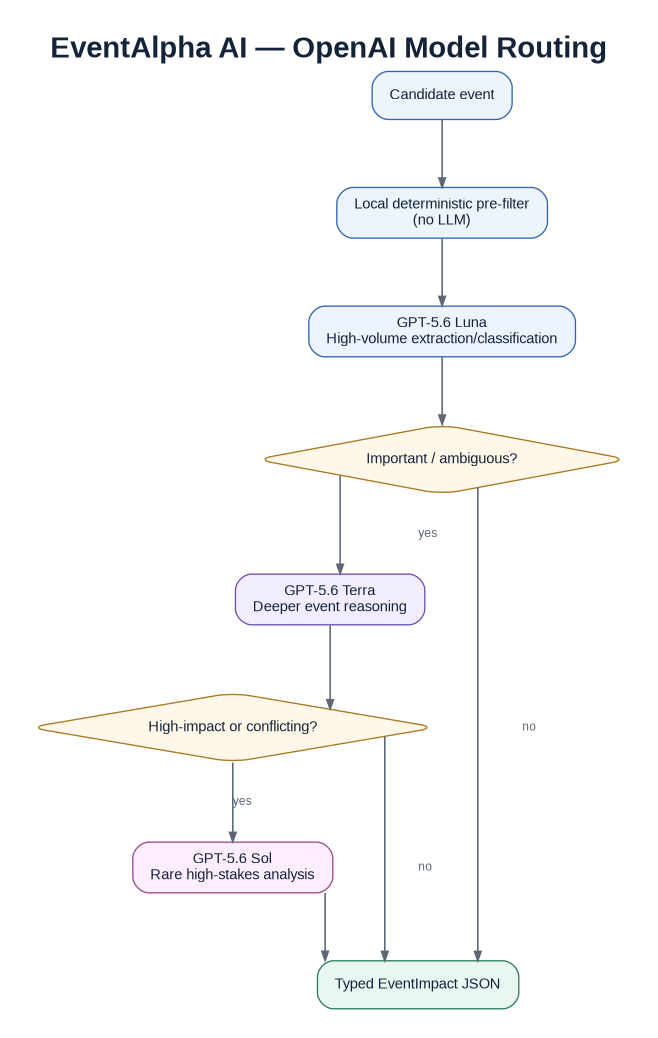 EventAlpha AI — OpenAI Model Routing
Candidate event
Local deterministic pre-filter
(no LLM)
GPT-5.6 Luna
High-volume extraction/classification
Important / ambiguous?
yes
GPT-5.6 Terra
Deeper event reasoning
High-impact or conflicting?
no
yes
GPT-5.6 Sol
Rare high-stakes analysis
no
Typed EventImpact JSON